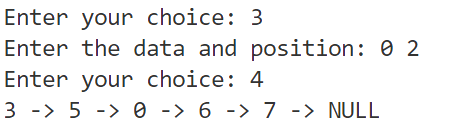 Enter your choice: 3
Enter the data and position: 0 2
Enter your choice: 4
3 -> 5 -> 0 -> 6 -> 7 -> NULL